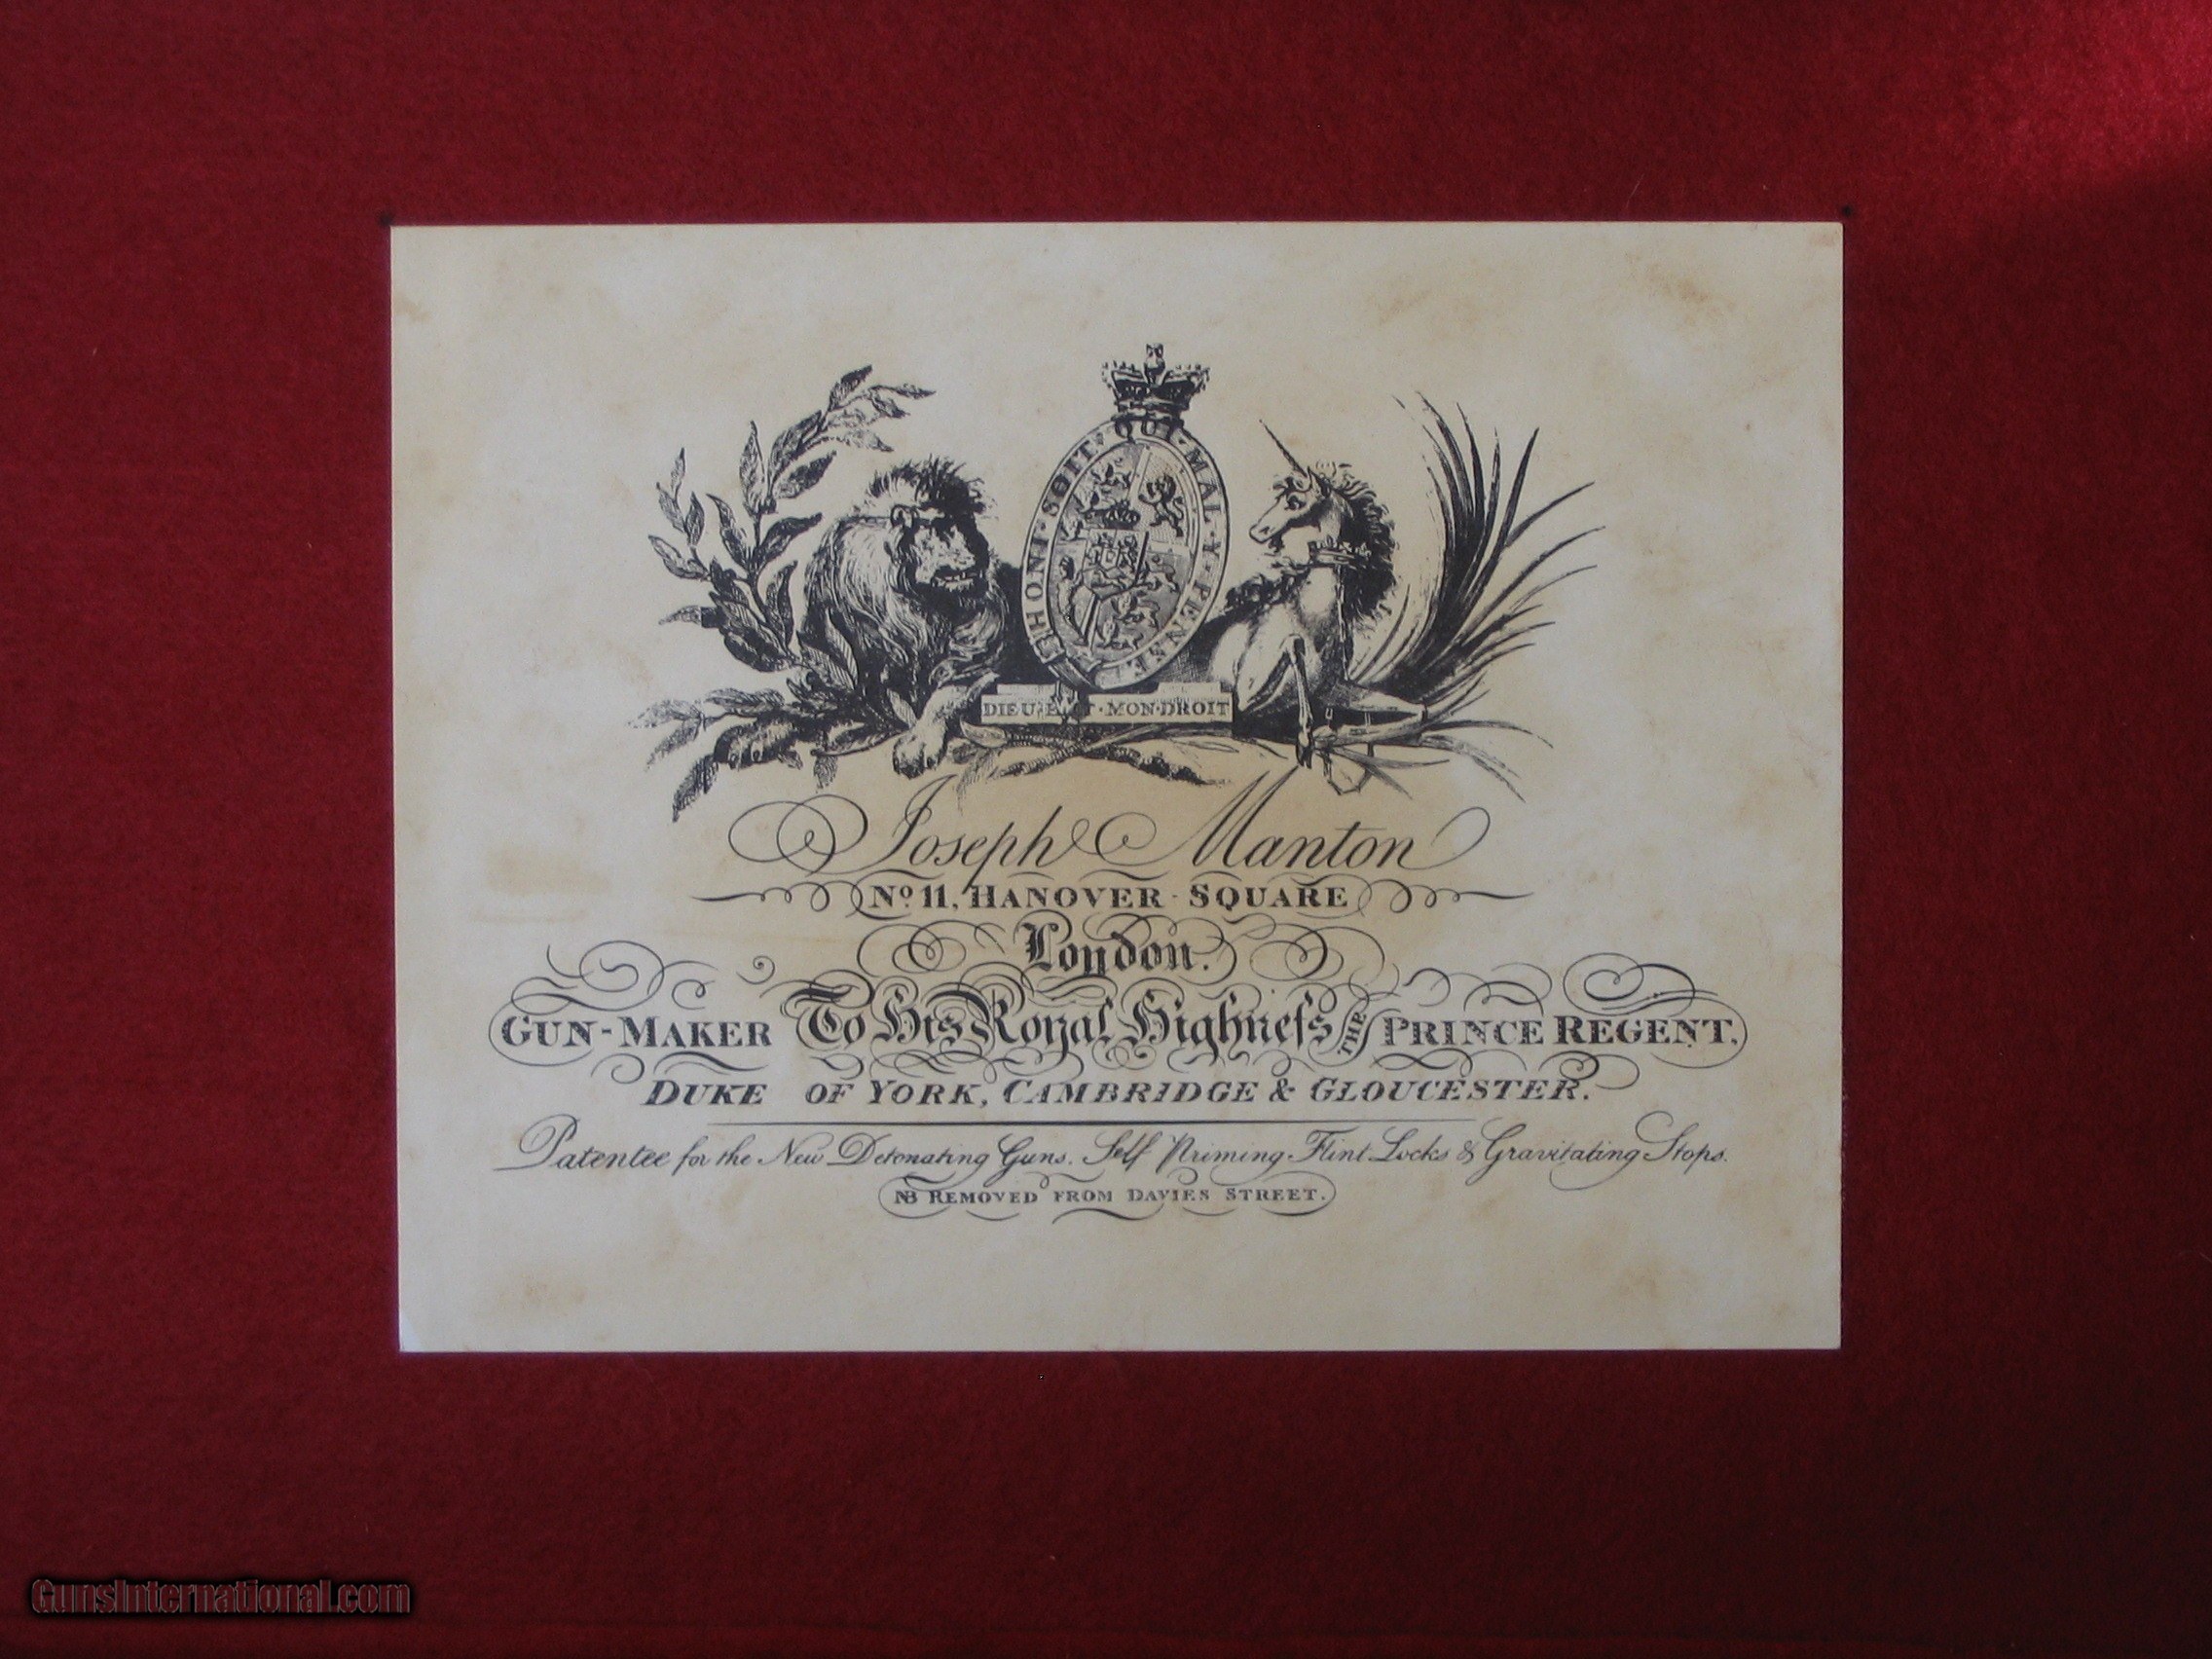 HONI · SOIT · QUI · MAL · Y · PENSE
DIEU · ET · MON · DROIT
Joseph Manton
No. 11, HANOVER - SQUARE
London.
GUN-MAKER To His Royal Highneſs THE PRINCE REGENT,
DUKE OF YORK, CAMBRIDGE & GLOUCESTER.
Patentee for the New Detonating Guns. Self Priming Flint Locks & Gravitating Stops.
NB REMOVED FROM DAVIES STREET.
GunsInternational.com